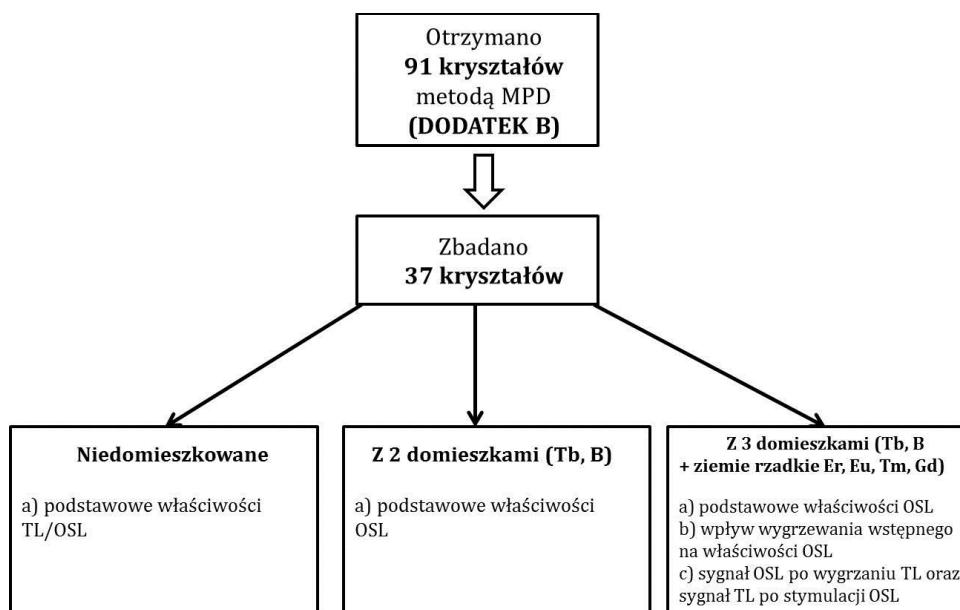 Otrzymano
91 kryształów
metodą MPD
(DODATEK B)
Zbadano
37 kryształów
Niedomieszkowane
a) podstawowe właściwości
TL/OSL
Z 2 domieszkami (Tb, B)
a) podstawowe właściwości
OSL
Z 3 domieszkami (Tb, B
+ ziemie rzadkie Er, Eu, Tm, Gd)
a) podstawowe właściwości OSL
b) wpływ wygrzewania wstępnego
na właściwości OSL
c) sygnał OSL po wygrzaniu TL oraz
sygnał TL po stymulacji OSL